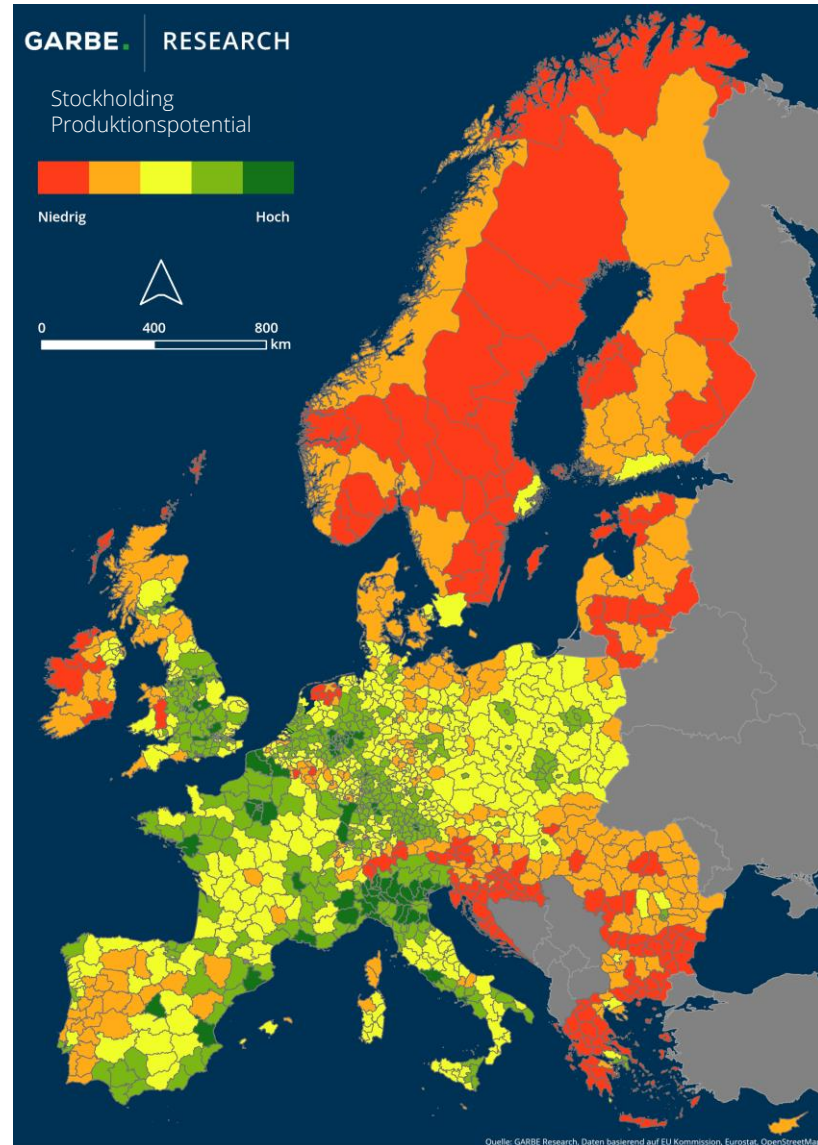 GARBE. RESEARCH
Stockholding
Produktionspotential
Niedrig Hoch
0 400 800
km
Quelle: GARBE Research, Daten basierend auf EU Kommission, Eurostat, OpenStreetMap